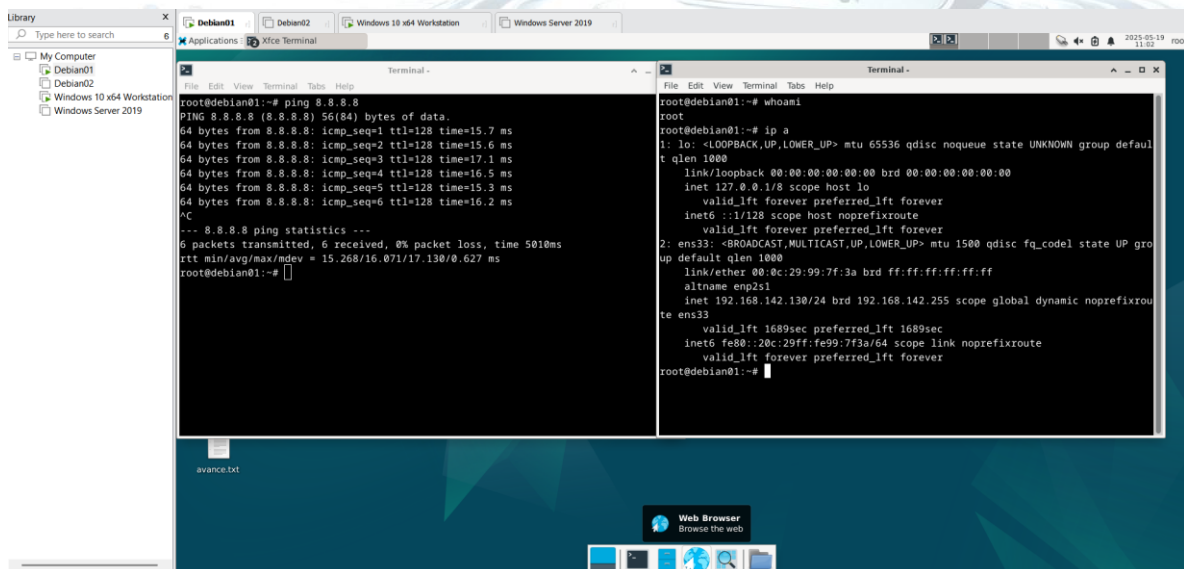 Library X
Type here to search 6
My Computer
Debian01
Debian02
Windows 10 x64 Workstation
Windows Server 2019
Debian01 Debian02 Windows 10 x64 Workstation Windows Server 2019
Applications Xfce Terminal 2025-05-19
11:02 roo
Terminal -
File Edit View Terminal Tabs Help
root@debian01:~# ping 8.8.8.8
PING 8.8.8.8 (8.8.8.8) 56(84) bytes of data.
64 bytes from 8.8.8.8: icmp_seq=1 ttl=128 time=15.7 ms
64 bytes from 8.8.8.8: icmp_seq=2 ttl=128 time=15.6 ms
64 bytes from 8.8.8.8: icmp_seq=3 ttl=128 time=17.1 ms
64 bytes from 8.8.8.8: icmp_seq=4 ttl=128 time=16.5 ms
64 bytes from 8.8.8.8: icmp_seq=5 ttl=128 time=15.3 ms
64 bytes from 8.8.8.8: icmp_seq=6 ttl=128 time=16.2 ms
^C
--- 8.8.8.8 ping statistics ---
6 packets transmitted, 6 received, 0% packet loss, time 5010ms
rtt min/avg/max/mdev = 15.268/16.071/17.130/0.627 ms
root@debian01:~#
Terminal -
File Edit View Terminal Tabs Help
root@debian01:~# whoami
root
root@debian01:~# ip a
1: lo: <LOOPBACK,UP,LOWER_UP> mtu 65536 qdisc noqueue state UNKNOWN group defaul
t qlen 1000
link/loopback 00:00:00:00:00:00 brd 00:00:00:00:00:00
inet 127.0.0.1/8 scope host lo
valid_lft forever preferred_lft forever
inet6 ::1/128 scope host noprefixroute
valid_lft forever preferred_lft forever
2: ens33: <BROADCAST,MULTICAST,UP,LOWER_UP> mtu 1500 qdisc fq_codel state UP gro
up default qlen 1000
link/ether 00:0c:29:99:7f:3a brd ff:ff:ff:ff:ff:ff
altname enp2s1
inet 192.168.142.130/24 brd 192.168.142.255 scope global dynamic noprefixrou
te ens33
valid_lft 1689sec preferred_lft 1689sec
inet6 fe80::20c:29ff:fe99:7f3a/64 scope link noprefixroute
valid_lft forever preferred_lft forever
root@debian01:~#
avance.txt
Web Browser
Browse the web